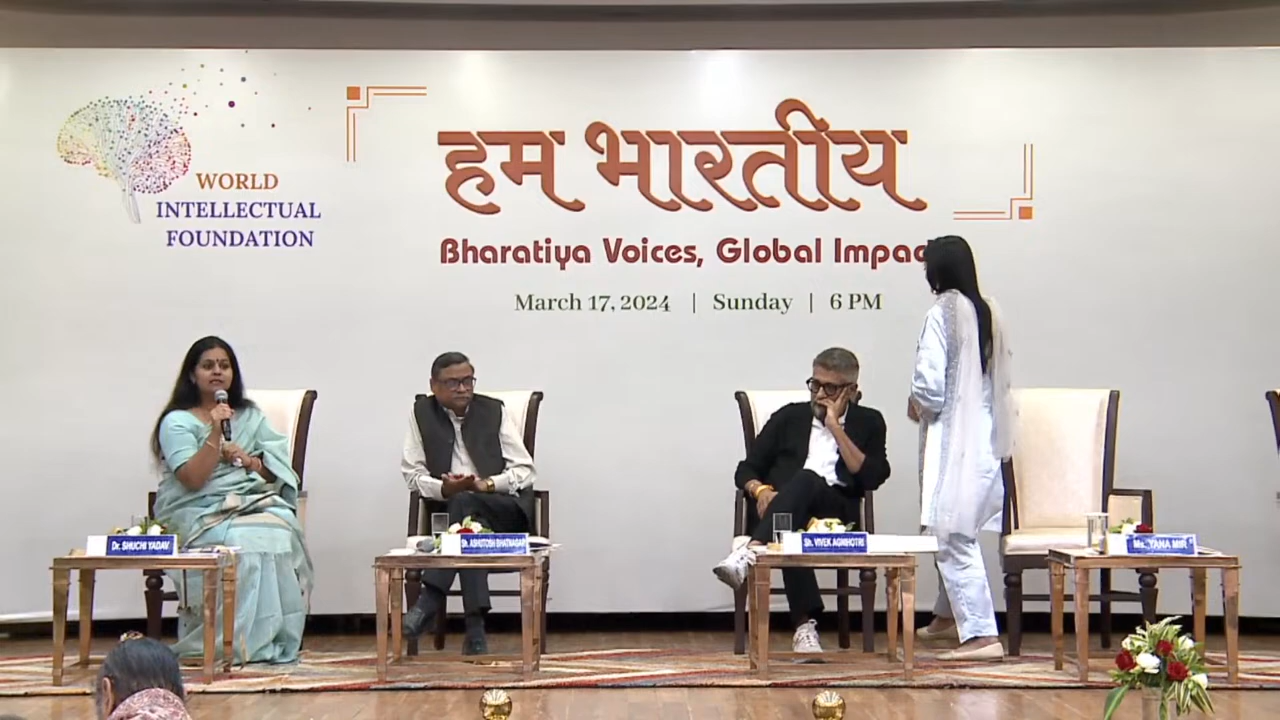 WORLD
INTELLECTUAL
FOUNDATION
हम भारतीय
Bharatiya Voices, Global Impac
March 17, 2024 | Sunday | 6 PM
Dr. SHUCHI YADAV
Sh. ASHUTOSH BHATNAGAR
Sh. VIVEK AGNIHOTRI
Ms. YANA MIR